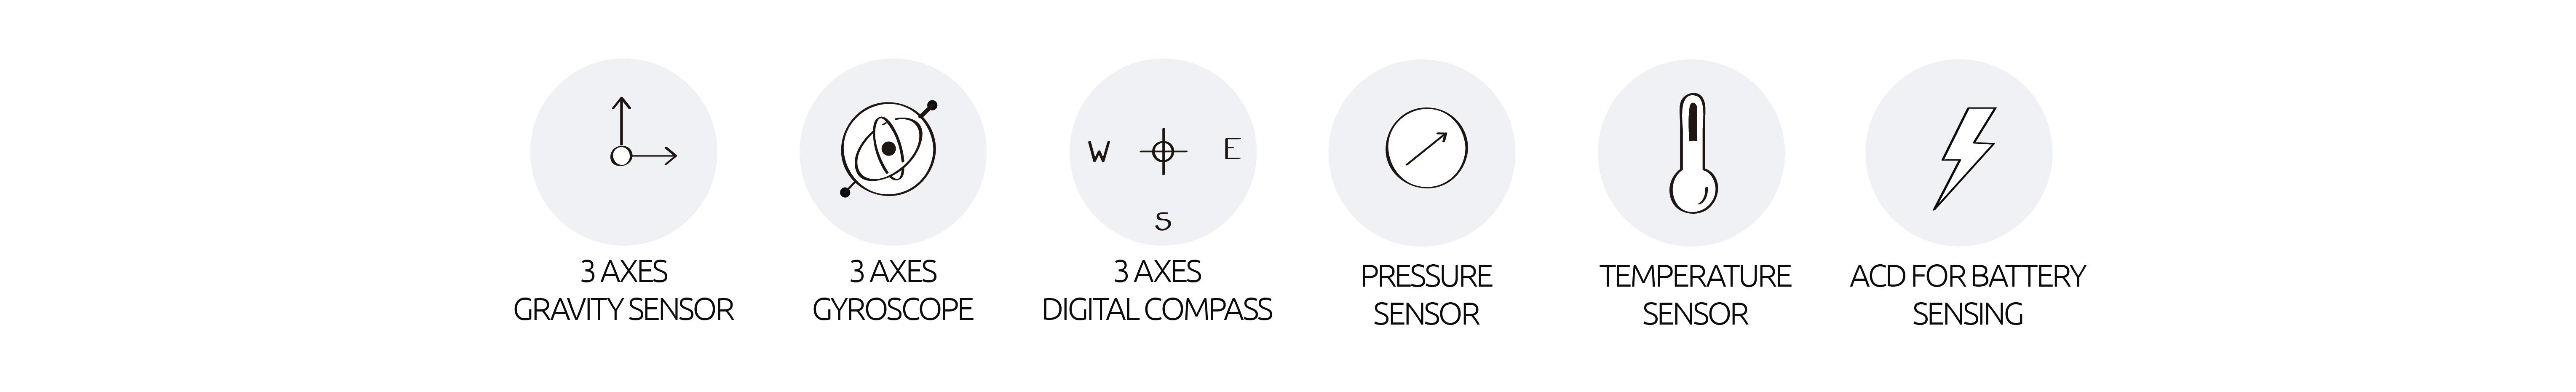 W E
S
3 AXES
GRAVITY SENSOR
3 AXES
GYROSCOPE
3 AXES
DIGITAL COMPASS
PRESSURE
SENSOR
TEMPERATURE
SENSOR
ACD FOR BATTERY
SENSING